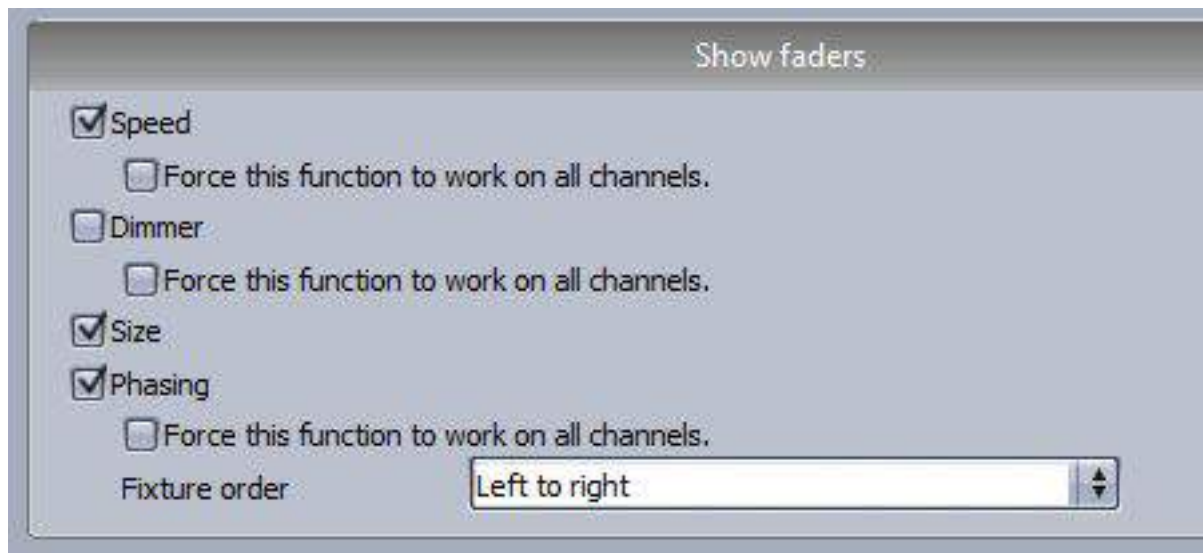 Show faders
Speed
Force this function to work on all channels.
Dimmer
Force this function to work on all channels.
Size
Phasing
Force this function to work on all channels.
Fixture order Left to right